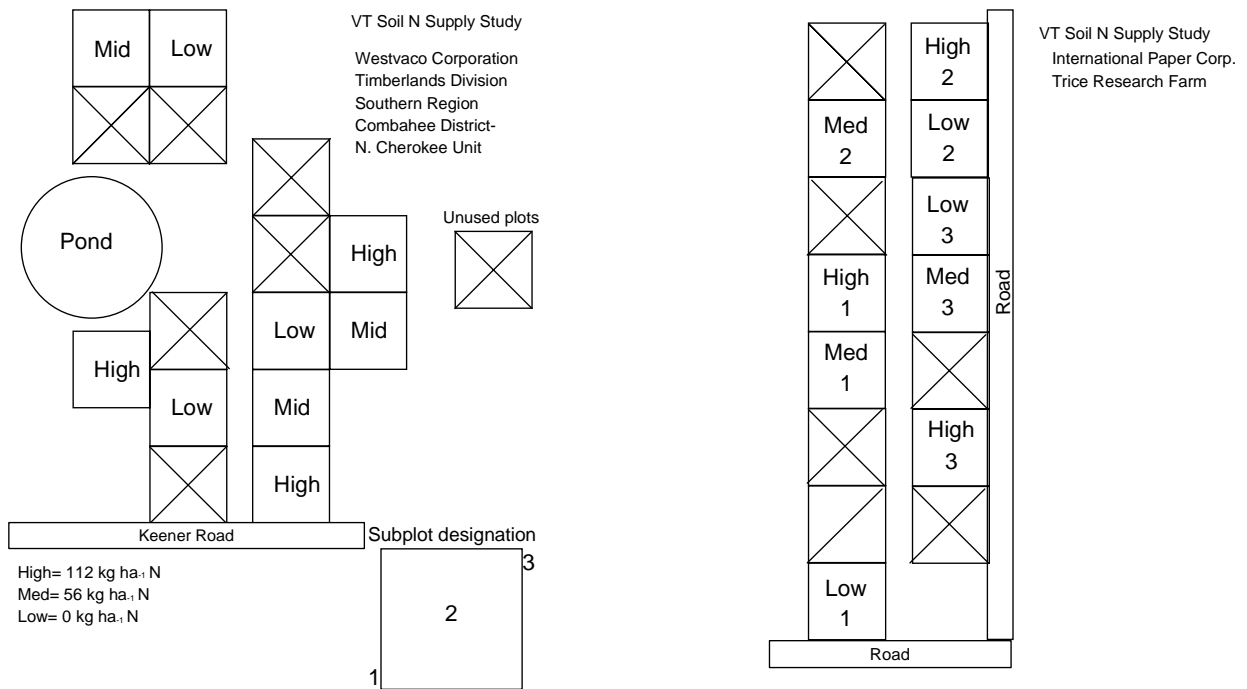 VT Soil N Supply Study
Westvaco Corporation
Timberlands Division
Southern Region
Combahee District-
N. Cherokee Unit
Mid
Low
Pond
High
Low
Mid
High
Low
Mid
High
Unused plots
Keener Road
High= 112 kg ha-1 N
Med= 56 kg ha-1 N
Low= 0 kg ha-1 N
Subplot designation
3
2
1
Med
2
High
1
Med
1
Low
1
High
2
Low
2
Low
3
Med
3
High
3
Road
Road
VT Soil N Supply Study
International Paper Corp.
Trice Research Farm